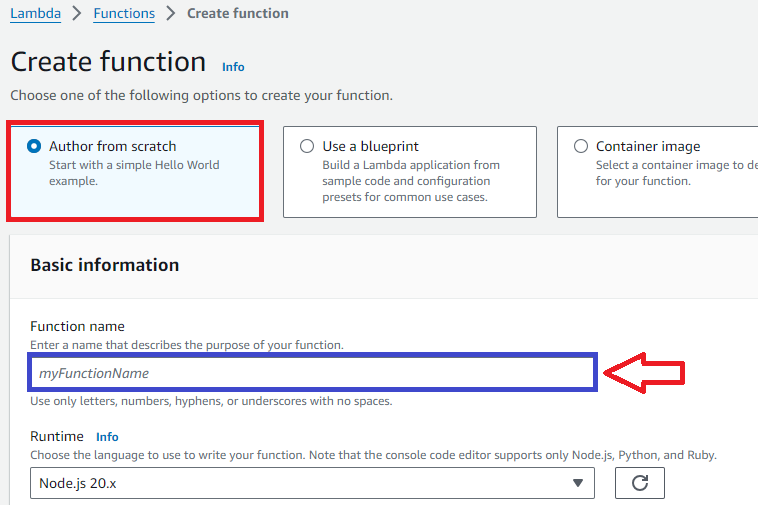 Lambda > Functions > Create function
Create function Info
Choose one of the following options to create your function.
Author from scratch
Start with a simple Hello World
example.
Use a blueprint
Build a Lambda application from
sample code and configuration
presets for common use cases.
Container image
Select a container image to de
for your function.
Basic information
Function name
Enter a name that describes the purpose of your function.
myFunctionName
Use only letters, numbers, hyphens, or underscores with no spaces.
Runtime Info
Choose the language to use to write your function. Note that the console code editor supports only Node.js, Python, and Ruby.
Node.js 20.x